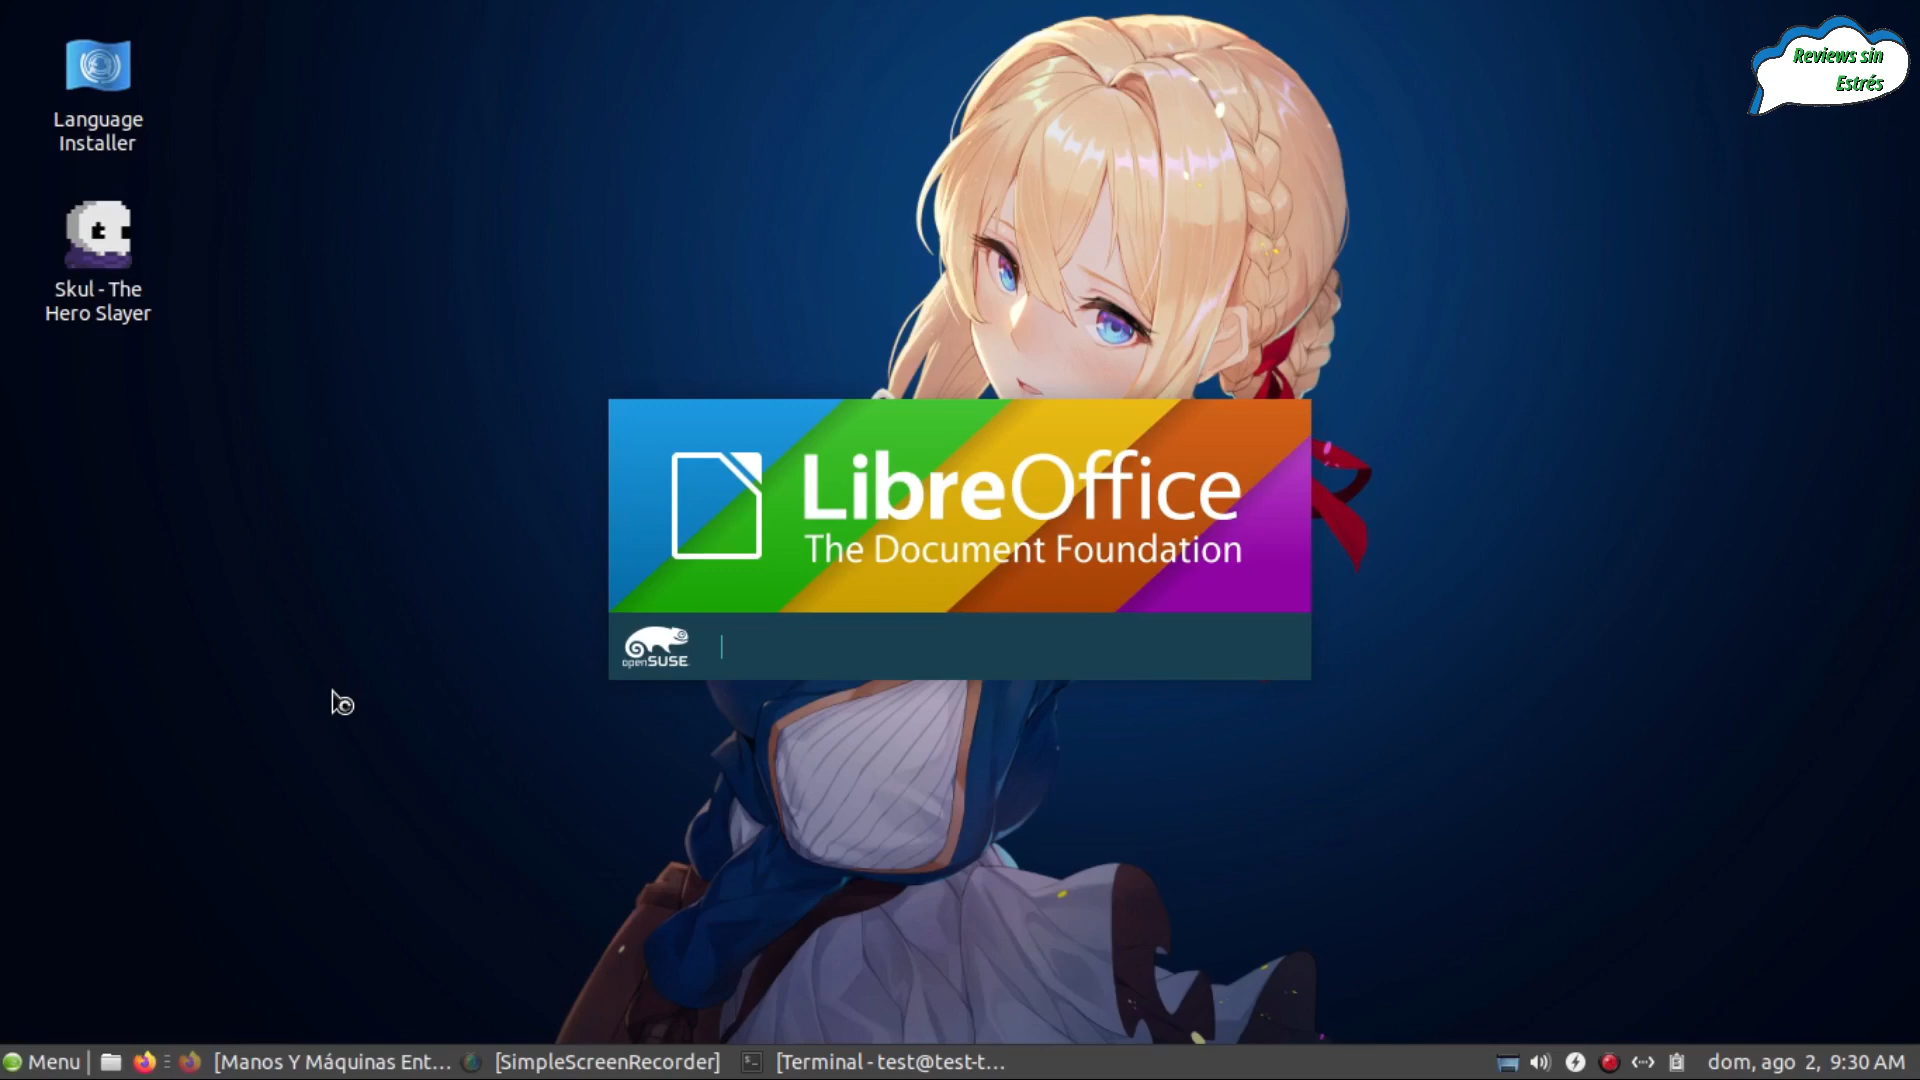 Language
Installer
Skul - The
Hero Slayer
Reviews sin
Estrés
LibreOffice
The Document Foundation
openSUSE
Menu
[Manos Y Máquinas Ent...
[SimpleScreenRecorder]
[Terminal - test@test-t...
dom, ago 2, 9:30 AM